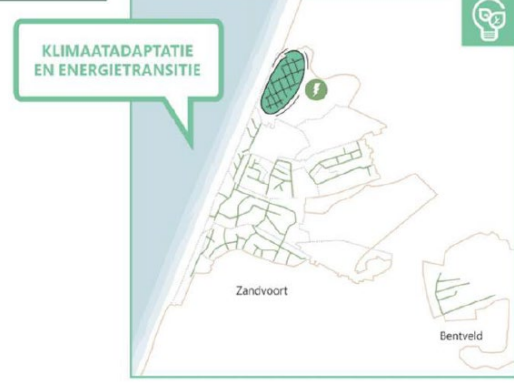 KLIMAATADAPTATIE
EN ENERGIETRANSITIE
Zandvoort
Bentveld